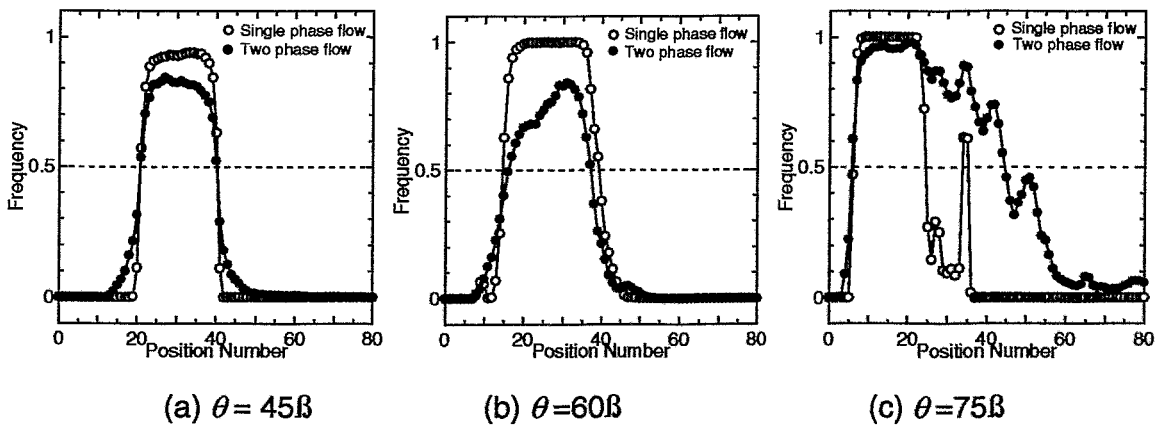 1
0.5
0
Frequency
○ Single phase flow
● Two phase flow
0 20 40 60 80
Position Number
(a) θ = 45ß
1
0.5
0
Frequency
○ Single phase flow
● Two phase flow
0 20 40 60 80
Position Number
(b) θ =60ß
1
0.5
0
Frequency
○ Single phase flow
● Two phase flow
0 20 40 60 80
Position Number
(c) θ =75ß